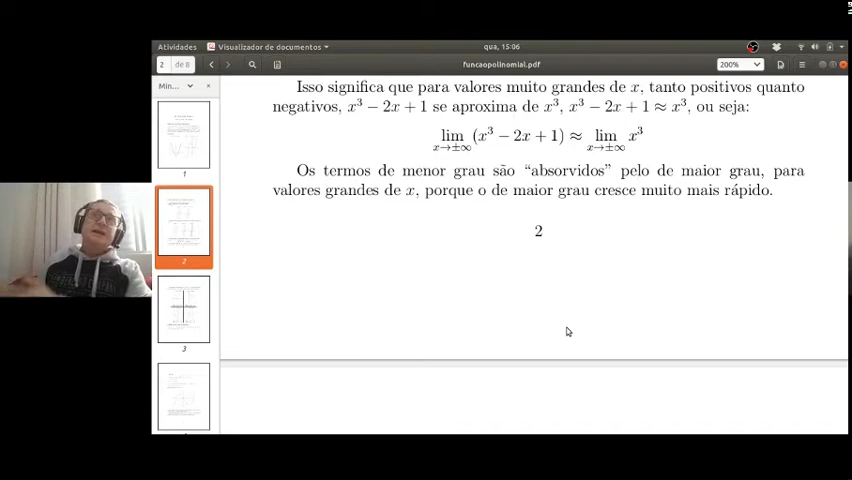 Atividades Visualizador de documentos qua, 15:06
2 de 8 funcaopolinomial.pdf 200%
Min...
Isso significa que para valores muito grandes de x, tanto positivos quanto
negativos, x³ − 2x + 1 se aproxima de x³, x³ − 2x + 1 ≈ x³, ou seja:
lim x→±∞ (x³ − 2x + 1) ≈ lim x→±∞ x³
Os termos de menor grau são “absorvidos” pelo de maior grau, para
valores grandes de x, porque o de maior grau cresce muito mais rápido.
2
1
2
3